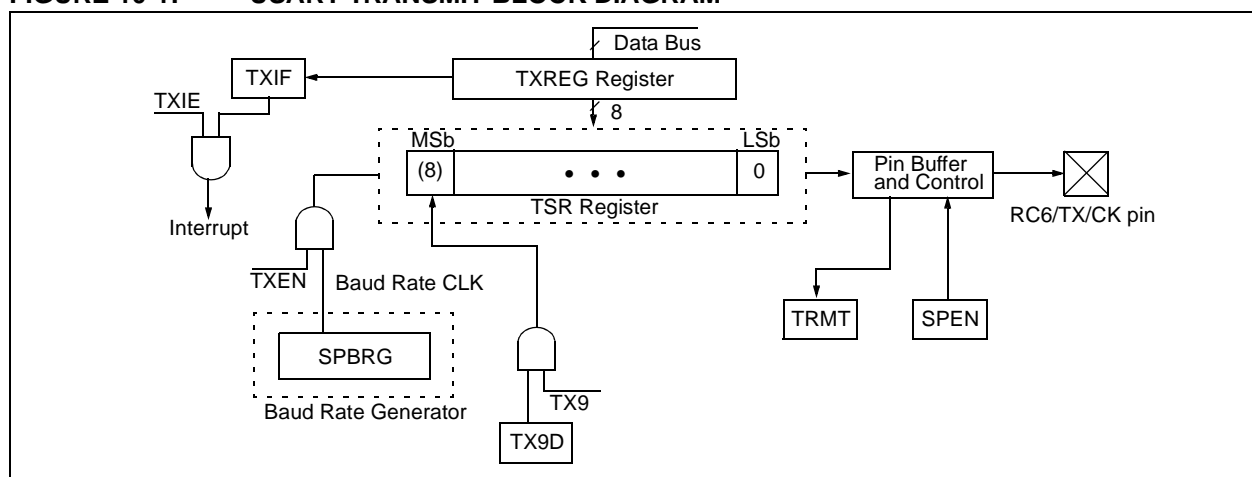 Data Bus
TXIF
TXREG Register
TXIE
8
MSb
LSb
(8)
• • •
0
Pin Buffer
and Control
TSR Register
Interrupt
RC6/TX/CK pin
TXEN
Baud Rate CLK
TRMT
SPEN
SPBRG
TX9
Baud Rate Generator
TX9D